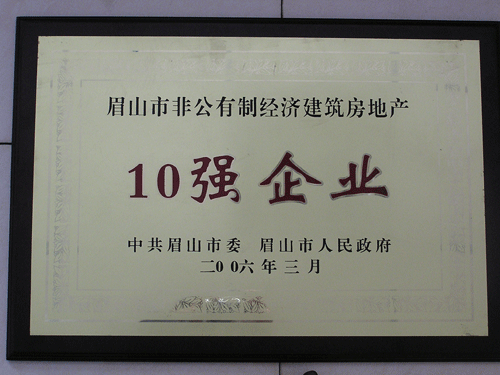 眉山市非公有制经济建筑房地产
10强企业
中共眉山市委 眉山市人民政府
二00六年三月